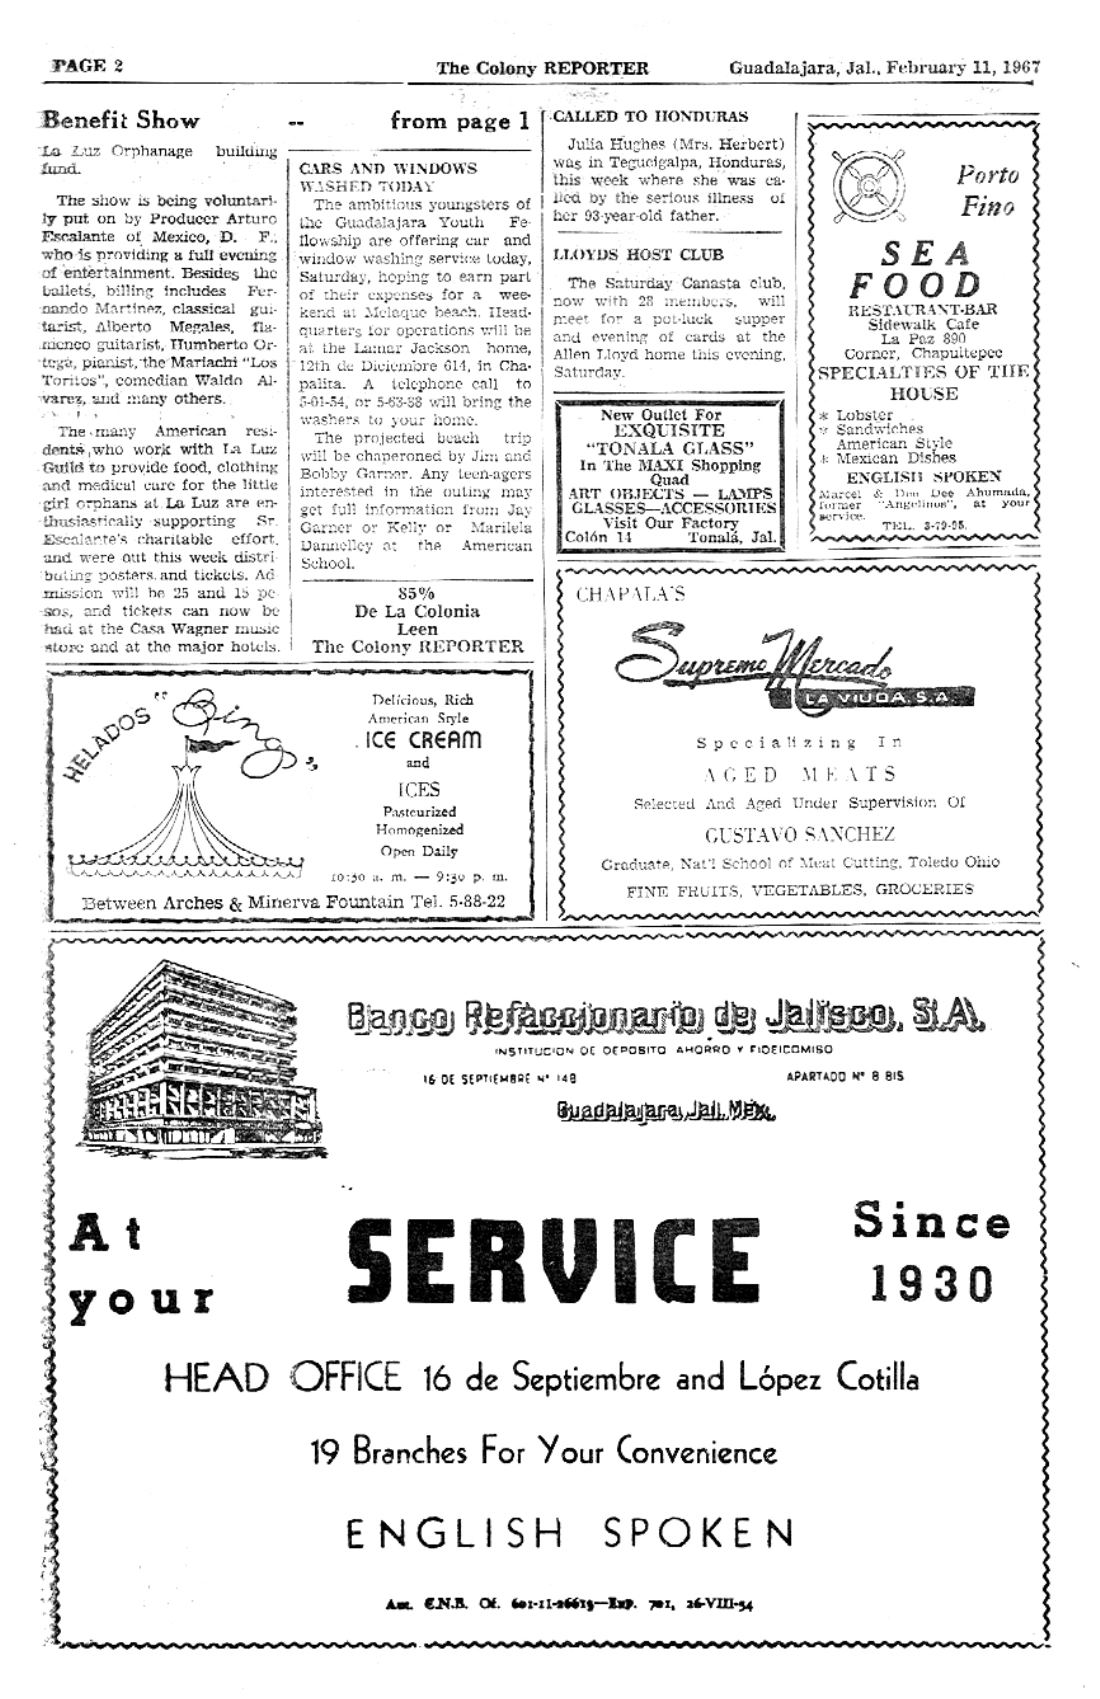 PAGE 2 The Colony REPORTER Guadalajara, Jal., February 11, 1967
Benefit Show -- from page 1
La Luz Orphanage building
fund.
The show is being voluntari-
ly put on by Producer Arturo
Escalante of Mexico, D. F.,
who is providing a full evening
of entertainment. Besides the
ballets, billing includes Fer-
nando Martinez, classical gui-
tarist, Alberto Megales, fla-
menco guitarist, Humberto Or-
tega, pianist, the Mariachi "Los
Toritos", comedian Waldo Al-
varez, and many others.
The many American resi-
dents who work with La Luz
Guild to provide food, clothing
and medical care for the little
girl orphans at La Luz are en-
thusiastically supporting Sr.
Escalante's charitable effort,
and were out this week distri-
buting posters and tickets. Ad-
mission will be 25 and 15 pe-
sos, and tickets can now be
had at the Casa Wagner music
store and at the major hotels.
CARS AND WINDOWS
WASHED TODAY
The ambitious youngsters of
the Guadalajara Youth Fe-
llowship are offering car and
window washing service today,
Saturday, hoping to earn part
of their expenses for a wee-
kend at Melaque beach. Head-
quarters for operations will be
at the Lamar Jackson home,
12th de Diciembre 614, in Cha-
palita. A telephone call to
5-01-54, or 5-63-88 will bring the
washers to your home.
The projected beach trip
will be chaperoned by Jim and
Bobby Garner. Any teen-agers
interested in the outing may
get full information from Jay
Garner or Kelly or Marilela
Dannelley at the American
School.
85%
De La Colonia
Leen
The Colony REPORTER
CALLED TO HONDURAS
Julia Hughes (Mrs. Herbert)
was in Tegucigalpa, Honduras,
this week where she was ca-
lled by the serious illness of
her 93-year-old father.
LLOYDS HOST CLUB
The Saturday Canasta club,
now with 28 members, will
meet for a pot-luck supper
and evening of cards at the
Allen Lloyd home this evening,
Saturday.
New Outlet For
EXQUISITE
"TONALA GLASS"
In The MAXI Shopping
Quad
ART OBJECTS — LAMPS
GLASSES—ACCESSORIES
Visit Our Factory
Colón 14 Tonalá, Jal.
Porto
Fino
SEA
FOOD
RESTAURANT-BAR
Sidewalk Cafe
La Paz 890
Corner, Chapultepec
SPECIALTIES OF THE
HOUSE
* Lobster
* Sandwiches
American Style
* Mexican Dishes
ENGLISH SPOKEN
Marcel & Dee Dee Ahumada,
former "Angelinos", at your
service.
TEL. 3-79-95.
HELADOS "Bing"s
Delicious, Rich
American Style
ICE CREAM
and
ICES
Pasteurized
Homogenized
Open Daily
10:30 a. m. — 9:30 p. m.
Between Arches & Minerva Fountain Tel. 5-88-22
CHAPALA'S
Supremo Mercado
LA VIUDA, S.A.
Specializing In
AGED MEATS
Selected And Aged Under Supervision Of
GUSTAVO SANCHEZ
Graduate, Nat'l School of Meat Cutting, Toledo Ohio
FINE FRUITS, VEGETABLES, GROCERIES
Banco Refaccionario de Jalisco, S.A.
INSTITUCION DE DEPOSITO AHORRO Y FIDEICOMISO
16 DE SEPTIEMBRE N° 148 APARTADO N° 8 BIS
Guadalajara, Jal. Méx.
At your SERVICE Since 1930
HEAD OFFICE 16 de Septiembre and López Cotilla
19 Branches For Your Convenience
ENGLISH SPOKEN
Aut. C.N.B. Of. 601-11-26615—Exp. 701, 26-VIII-54